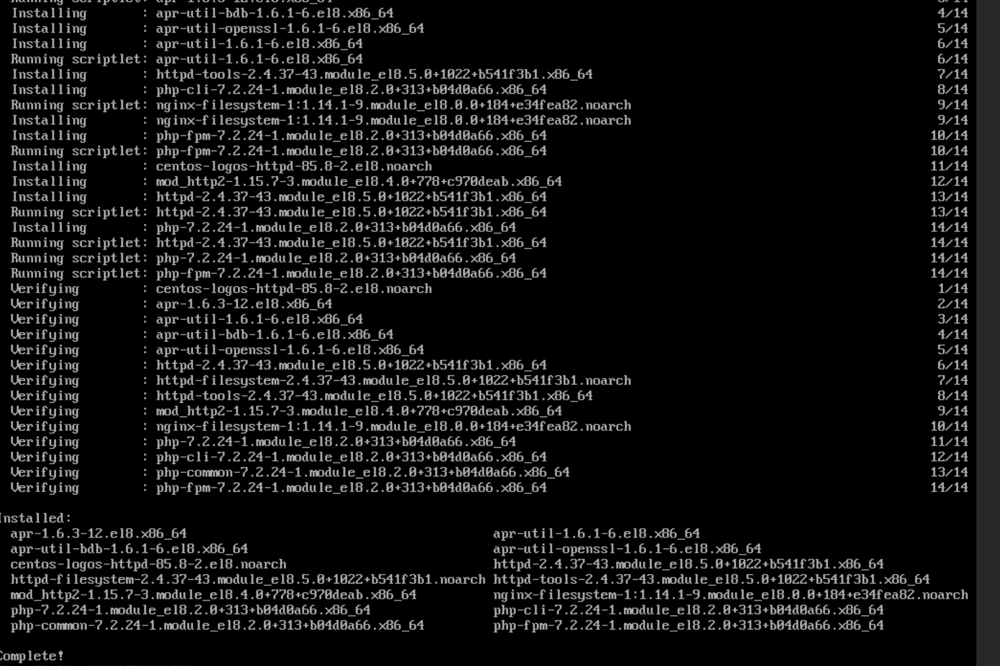 Running scriptlet: apr-1.6.3-12.el8.x86_64 3/14
Installing : apr-util-bdb-1.6.1-6.el8.x86_64 4/14
Installing : apr-util-openssl-1.6.1-6.el8.x86_64 5/14
Installing : apr-util-1.6.1-6.el8.x86_64 6/14
Running scriptlet: apr-util-1.6.1-6.el8.x86_64 6/14
Installing : httpd-tools-2.4.37-43.module_el8.5.0+1022+b541f3b1.x86_64 7/14
Installing : php-cli-7.2.24-1.module_el8.2.0+313+b04d0a66.x86_64 8/14
Running scriptlet: nginx-filesystem-1:1.14.1-9.module_el8.0.0+184+e34fea82.noarch 9/14
Installing : nginx-filesystem-1:1.14.1-9.module_el8.0.0+184+e34fea82.noarch 9/14
Installing : php-fpm-7.2.24-1.module_el8.2.0+313+b04d0a66.x86_64 10/14
Running scriptlet: php-fpm-7.2.24-1.module_el8.2.0+313+b04d0a66.x86_64 10/14
Installing : centos-logos-httpd-85.8-2.el8.noarch 11/14
Installing : mod_http2-1.15.7-3.module_el8.4.0+778+c970deab.x86_64 12/14
Installing : httpd-2.4.37-43.module_el8.5.0+1022+b541f3b1.x86_64 13/14
Running scriptlet: httpd-2.4.37-43.module_el8.5.0+1022+b541f3b1.x86_64 13/14
Installing : php-7.2.24-1.module_el8.2.0+313+b04d0a66.x86_64 14/14
Running scriptlet: httpd-2.4.37-43.module_el8.5.0+1022+b541f3b1.x86_64 14/14
Running scriptlet: php-7.2.24-1.module_el8.2.0+313+b04d0a66.x86_64 14/14
Running scriptlet: php-fpm-7.2.24-1.module_el8.2.0+313+b04d0a66.x86_64 14/14
Verifying : centos-logos-httpd-85.8-2.el8.noarch 1/14
Verifying : apr-1.6.3-12.el8.x86_64 2/14
Verifying : apr-util-1.6.1-6.el8.x86_64 3/14
Verifying : apr-util-bdb-1.6.1-6.el8.x86_64 4/14
Verifying : apr-util-openssl-1.6.1-6.el8.x86_64 5/14
Verifying : httpd-2.4.37-43.module_el8.5.0+1022+b541f3b1.x86_64 6/14
Verifying : httpd-filesystem-2.4.37-43.module_el8.5.0+1022+b541f3b1.noarch 7/14
Verifying : httpd-tools-2.4.37-43.module_el8.5.0+1022+b541f3b1.x86_64 8/14
Verifying : mod_http2-1.15.7-3.module_el8.4.0+778+c970deab.x86_64 9/14
Verifying : nginx-filesystem-1:1.14.1-9.module_el8.0.0+184+e34fea82.noarch 10/14
Verifying : php-7.2.24-1.module_el8.2.0+313+b04d0a66.x86_64 11/14
Verifying : php-cli-7.2.24-1.module_el8.2.0+313+b04d0a66.x86_64 12/14
Verifying : php-common-7.2.24-1.module_el8.2.0+313+b04d0a66.x86_64 13/14
Verifying : php-fpm-7.2.24-1.module_el8.2.0+313+b04d0a66.x86_64 14/14
Installed:
apr-1.6.3-12.el8.x86_64 apr-util-1.6.1-6.el8.x86_64
apr-util-bdb-1.6.1-6.el8.x86_64 apr-util-openssl-1.6.1-6.el8.x86_64
centos-logos-httpd-85.8-2.el8.noarch httpd-2.4.37-43.module_el8.5.0+1022+b541f3b1.x86_64
httpd-filesystem-2.4.37-43.module_el8.5.0+1022+b541f3b1.noarch httpd-tools-2.4.37-43.module_el8.5.0+1022+b541f3b1.x86_64
mod_http2-1.15.7-3.module_el8.4.0+778+c970deab.x86_64 nginx-filesystem-1:1.14.1-9.module_el8.0.0+184+e34fea82.noarch
php-7.2.24-1.module_el8.2.0+313+b04d0a66.x86_64 php-cli-7.2.24-1.module_el8.2.0+313+b04d0a66.x86_64
php-common-7.2.24-1.module_el8.2.0+313+b04d0a66.x86_64 php-fpm-7.2.24-1.module_el8.2.0+313+b04d0a66.x86_64
Complete!